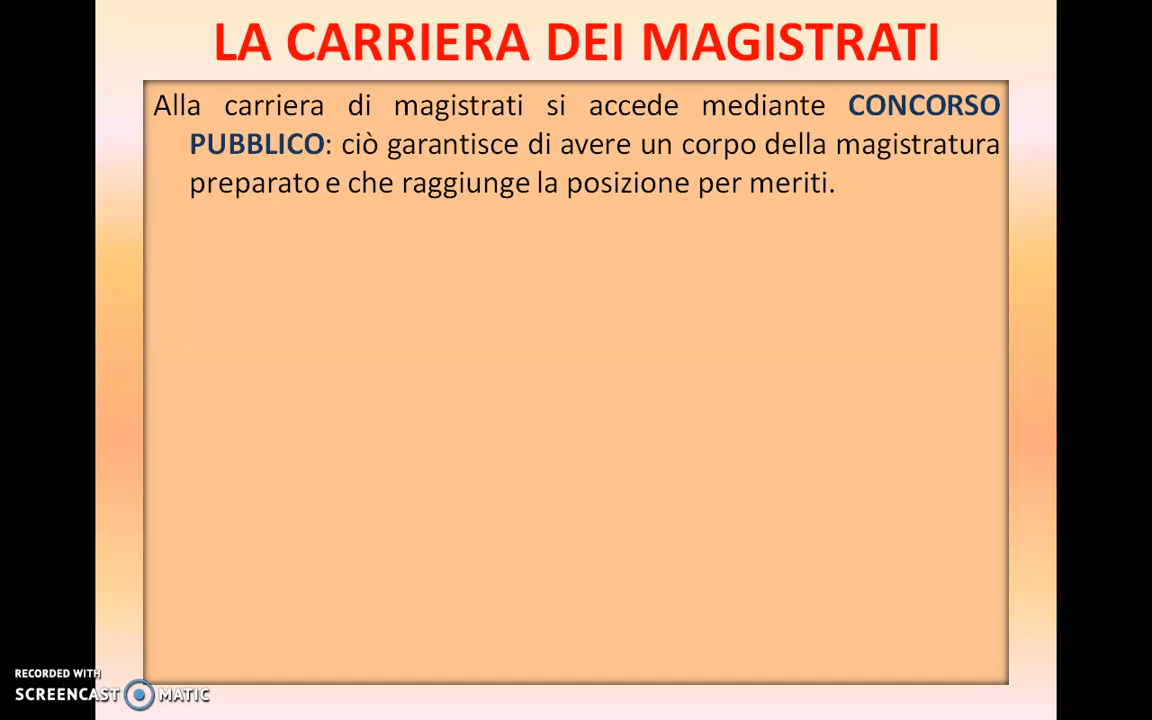 LA CARRIERA DEI MAGISTRATI
Alla carriera di magistrati si accede mediante CONCORSO
PUBBLICO: ciò garantisce di avere un corpo della magistratura
preparato e che raggiunge la posizione per meriti.
RECORDED WITH
SCREENCAST MATIC